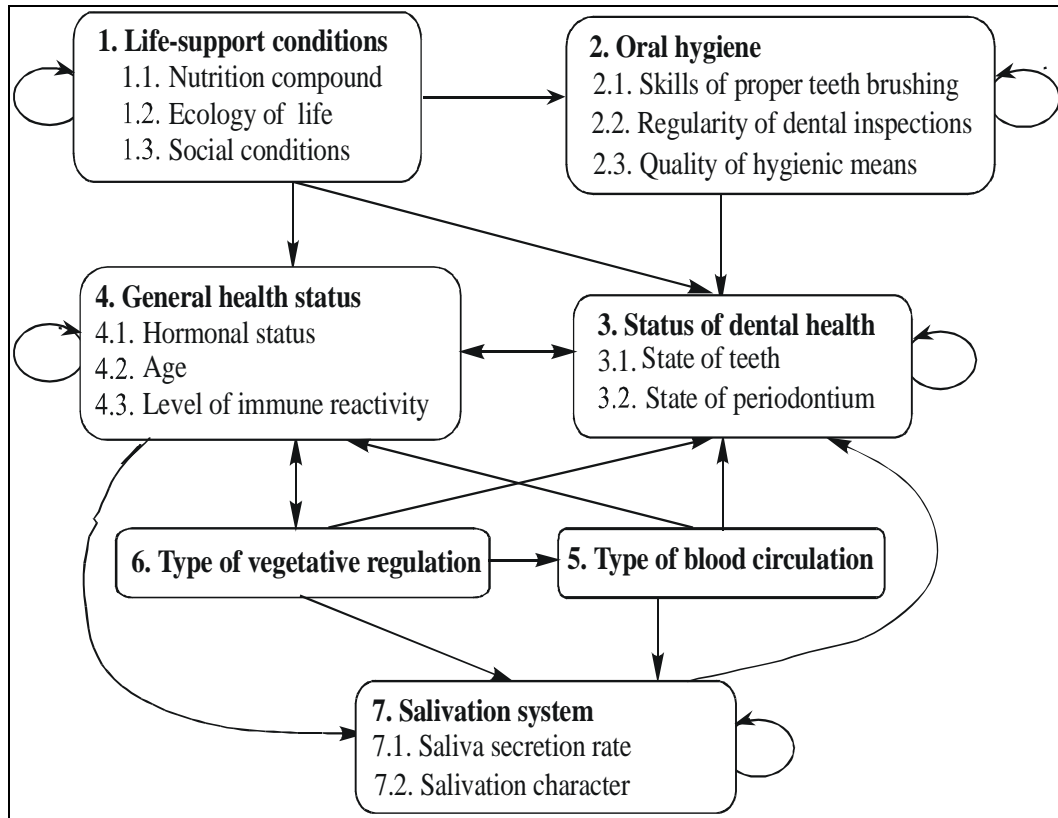 1. Life-support conditions
1.1. Nutrition compound
1.2. Ecology of life
1.3. Social conditions
2. Oral hygiene
2.1. Skills of proper teeth brushing
2.2. Regularity of dental inspections
2.3. Quality of hygienic means
4. General health status
4.1. Hormonal status
4.2. Age
4.3. Level of immune reactivity
3. Status of dental health
3.1. State of teeth
3.2. State of periodontium
6. Type of vegetative regulation
5. Type of blood circulation
7. Salivation system
7.1. Saliva secretion rate
7.2. Salivation character